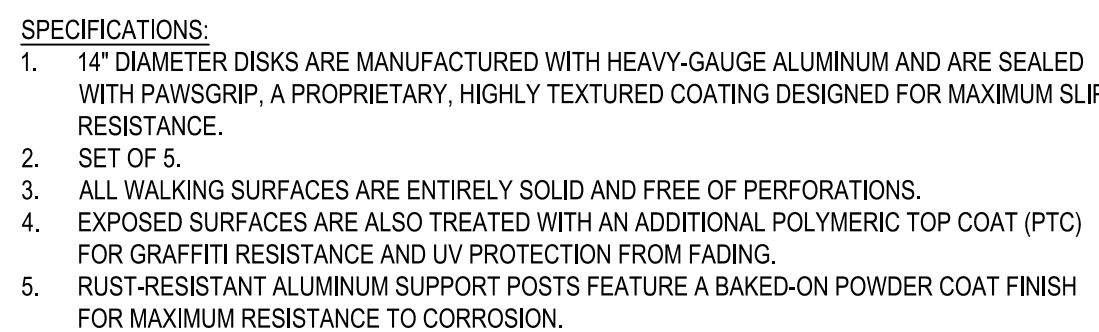 SPECIFICATIONS:
1. 14" DIAMETER DISKS ARE MANUFACTURED WITH HEAVY-GAUGE ALUMINUM AND ARE SEALED
WITH PAWSGRIP, A PROPRIETARY, HIGHLY TEXTURED COATING DESIGNED FOR MAXIMUM SLIP
RESISTANCE.
2. SET OF 5.
3. ALL WALKING SURFACES ARE ENTIRELY SOLID AND FREE OF PERFORATIONS.
4. EXPOSED SURFACES ARE ALSO TREATED WITH AN ADDITIONAL POLYMERIC TOP COAT (PTC)
FOR GRAFFITI RESISTANCE AND UV PROTECTION FROM FADING.
5. RUST-RESISTANT ALUMINUM SUPPORT POSTS FEATURE A BAKED-ON POWDER COAT FINISH
FOR MAXIMUM RESISTANCE TO CORROSION.